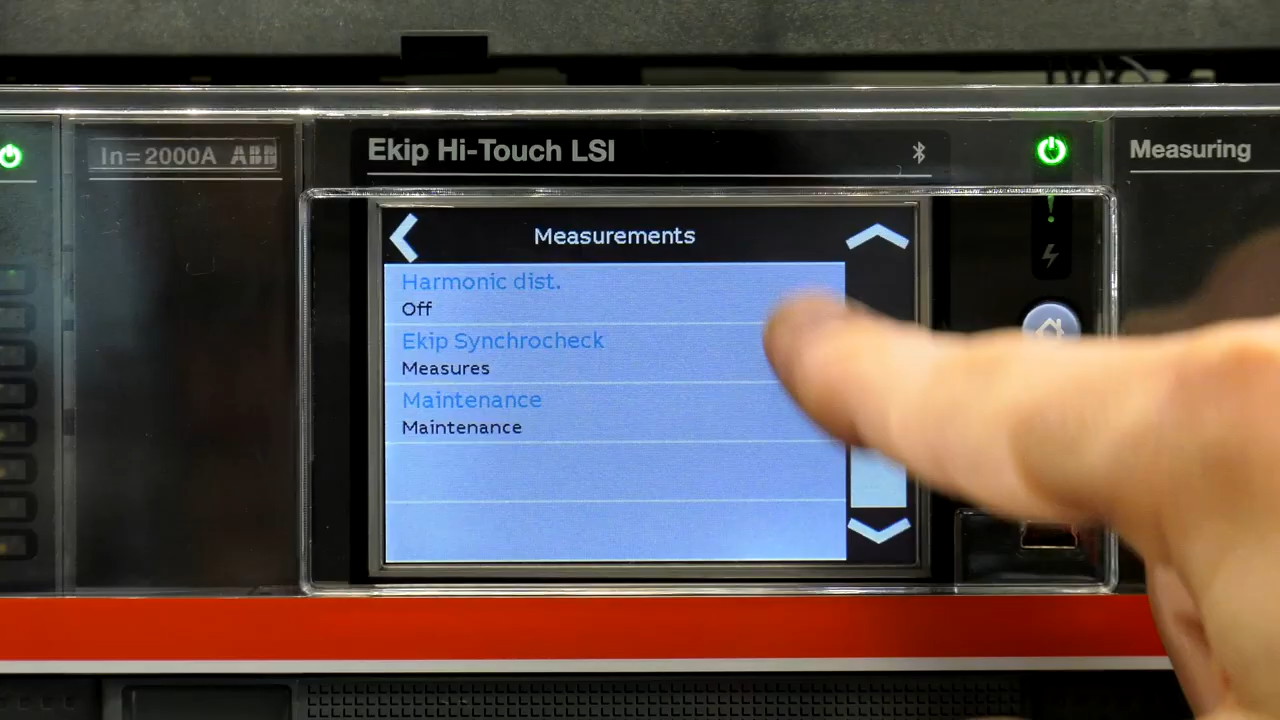 In=2000A ABB
Ekip Hi-Touch LSI
Measuring
Measurements
Harmonic dist.
Off
Ekip Synchrocheck
Measures
Maintenance
Maintenance